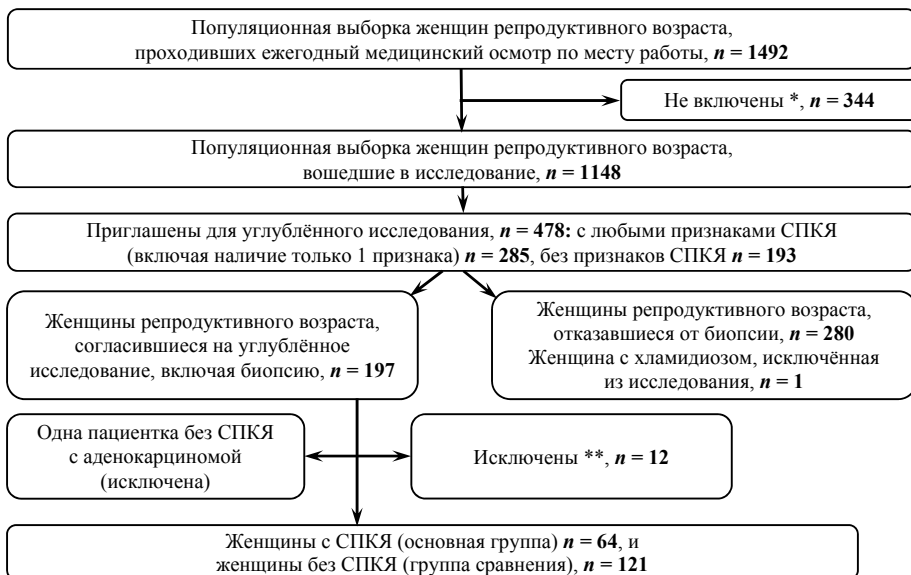 Популяционная выборка женщин репродуктивного возраста,
проходивших ежегодный медицинский осмотр по месту работы, n = 1492
Не включены *, n = 344
Популяционная выборка женщин репродуктивного возраста,
вошедшие в исследование, n = 1148
Приглашены для углублённого исследования, n = 478: с любыми признаками СПКЯ
(включая наличие только 1 признака) n = 285, без признаков СПКЯ n = 193
Женщины репродуктивного возраста,
согласившиеся на углублённое
исследование, включая биопсию, n = 197
Женщины репродуктивного возраста,
отказавшиеся от биопсии, n = 280
Женщина с хламидиозом, исключённая
из исследования, n = 1
Одна пациентка без СПКЯ
с аденокарциномой
(исключена)
Исключены **, n = 12
Женщины с СПКЯ (основная группа) n = 64, и
женщины без СПКЯ (группа сравнения), n = 121